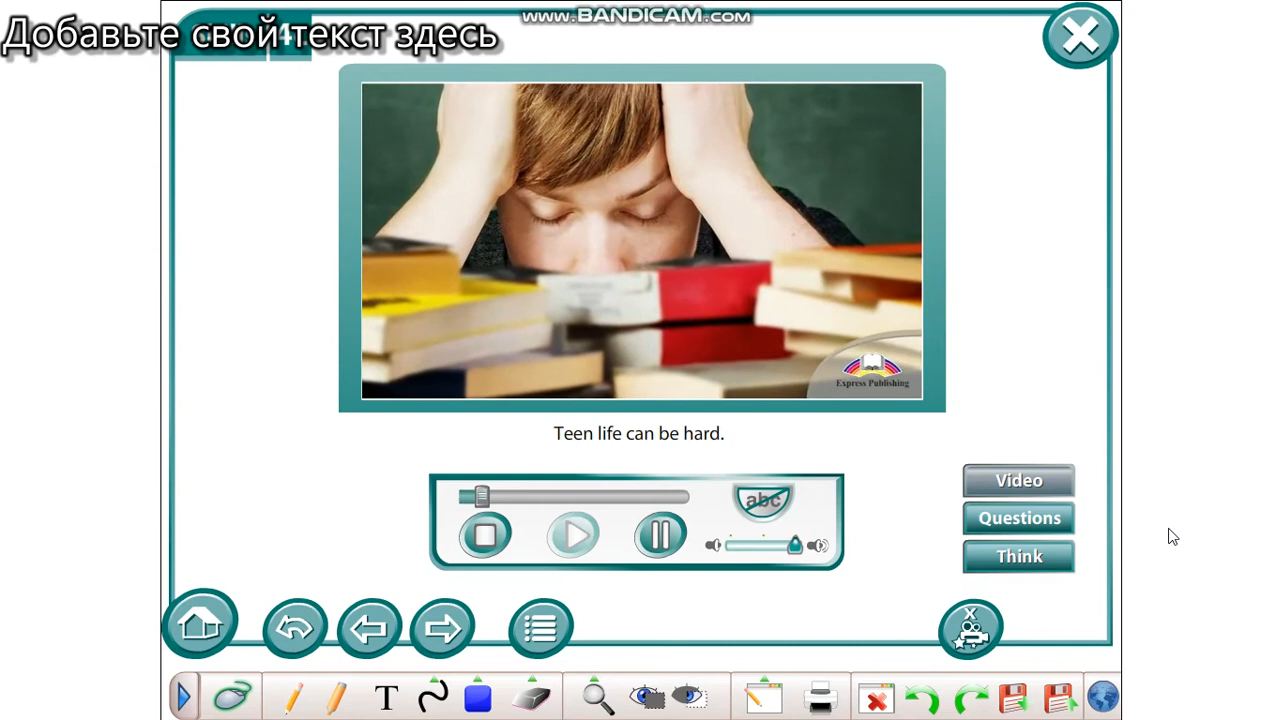 www.BANDICAM.com
Добавьте свой текст здесь
Express Publishing
Teen life can be hard.
abc
Video
Questions
Think
X
T